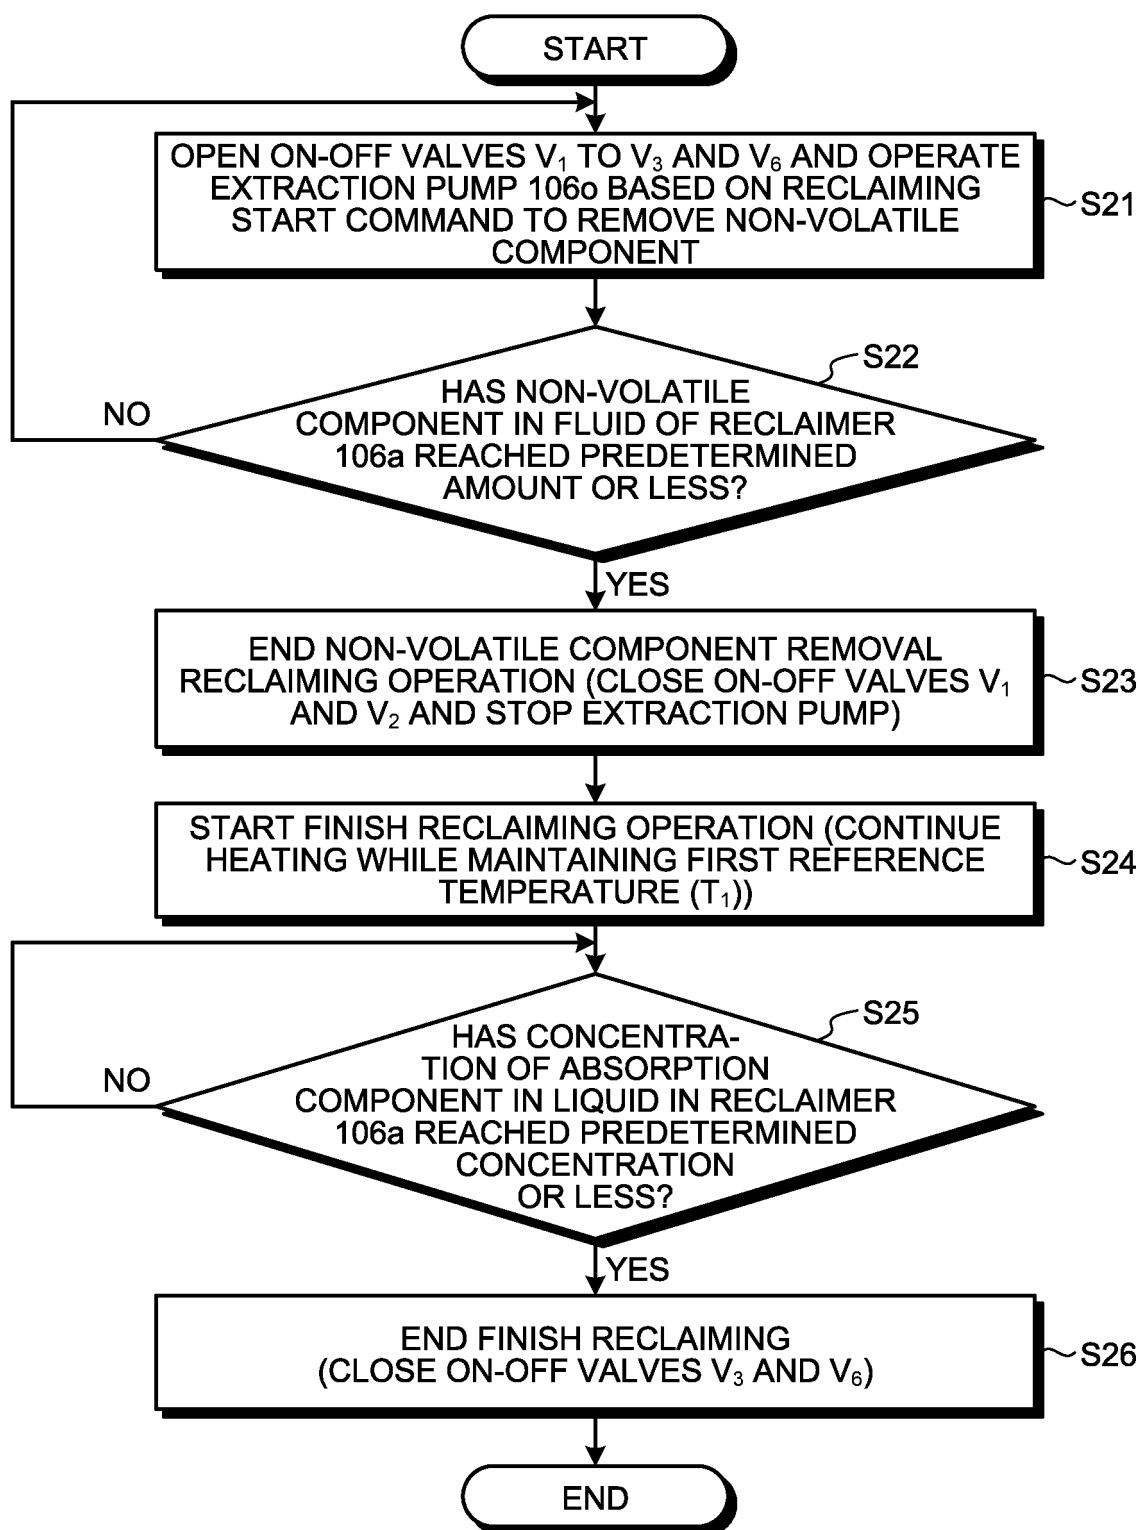 START
OPEN ON-OFF VALVES V₁ TO V₃ AND V₆ AND OPERATE
EXTRACTION PUMP 106o BASED ON RECLAIMING
START COMMAND TO REMOVE NON-VOLATILE
COMPONENT
S21
S22
HAS NON-VOLATILE
COMPONENT IN FLUID OF RECLAIMER
106a REACHED PREDETERMINED
AMOUNT OR LESS?
NO
YES
END NON-VOLATILE COMPONENT REMOVAL
RECLAIMING OPERATION (CLOSE ON-OFF VALVES V₁
AND V₂ AND STOP EXTRACTION PUMP)
S23
START FINISH RECLAIMING OPERATION (CONTINUE
HEATING WHILE MAINTAINING FIRST REFERENCE
TEMPERATURE (T₁))
S24
S25
HAS CONCENTRA-
TION OF ABSORPTION
COMPONENT IN LIQUID IN RECLAIMER
106a REACHED PREDETERMINED
CONCENTRATION
OR LESS?
NO
YES
END FINISH RECLAIMING
(CLOSE ON-OFF VALVES V₃ AND V₆)
S26
END